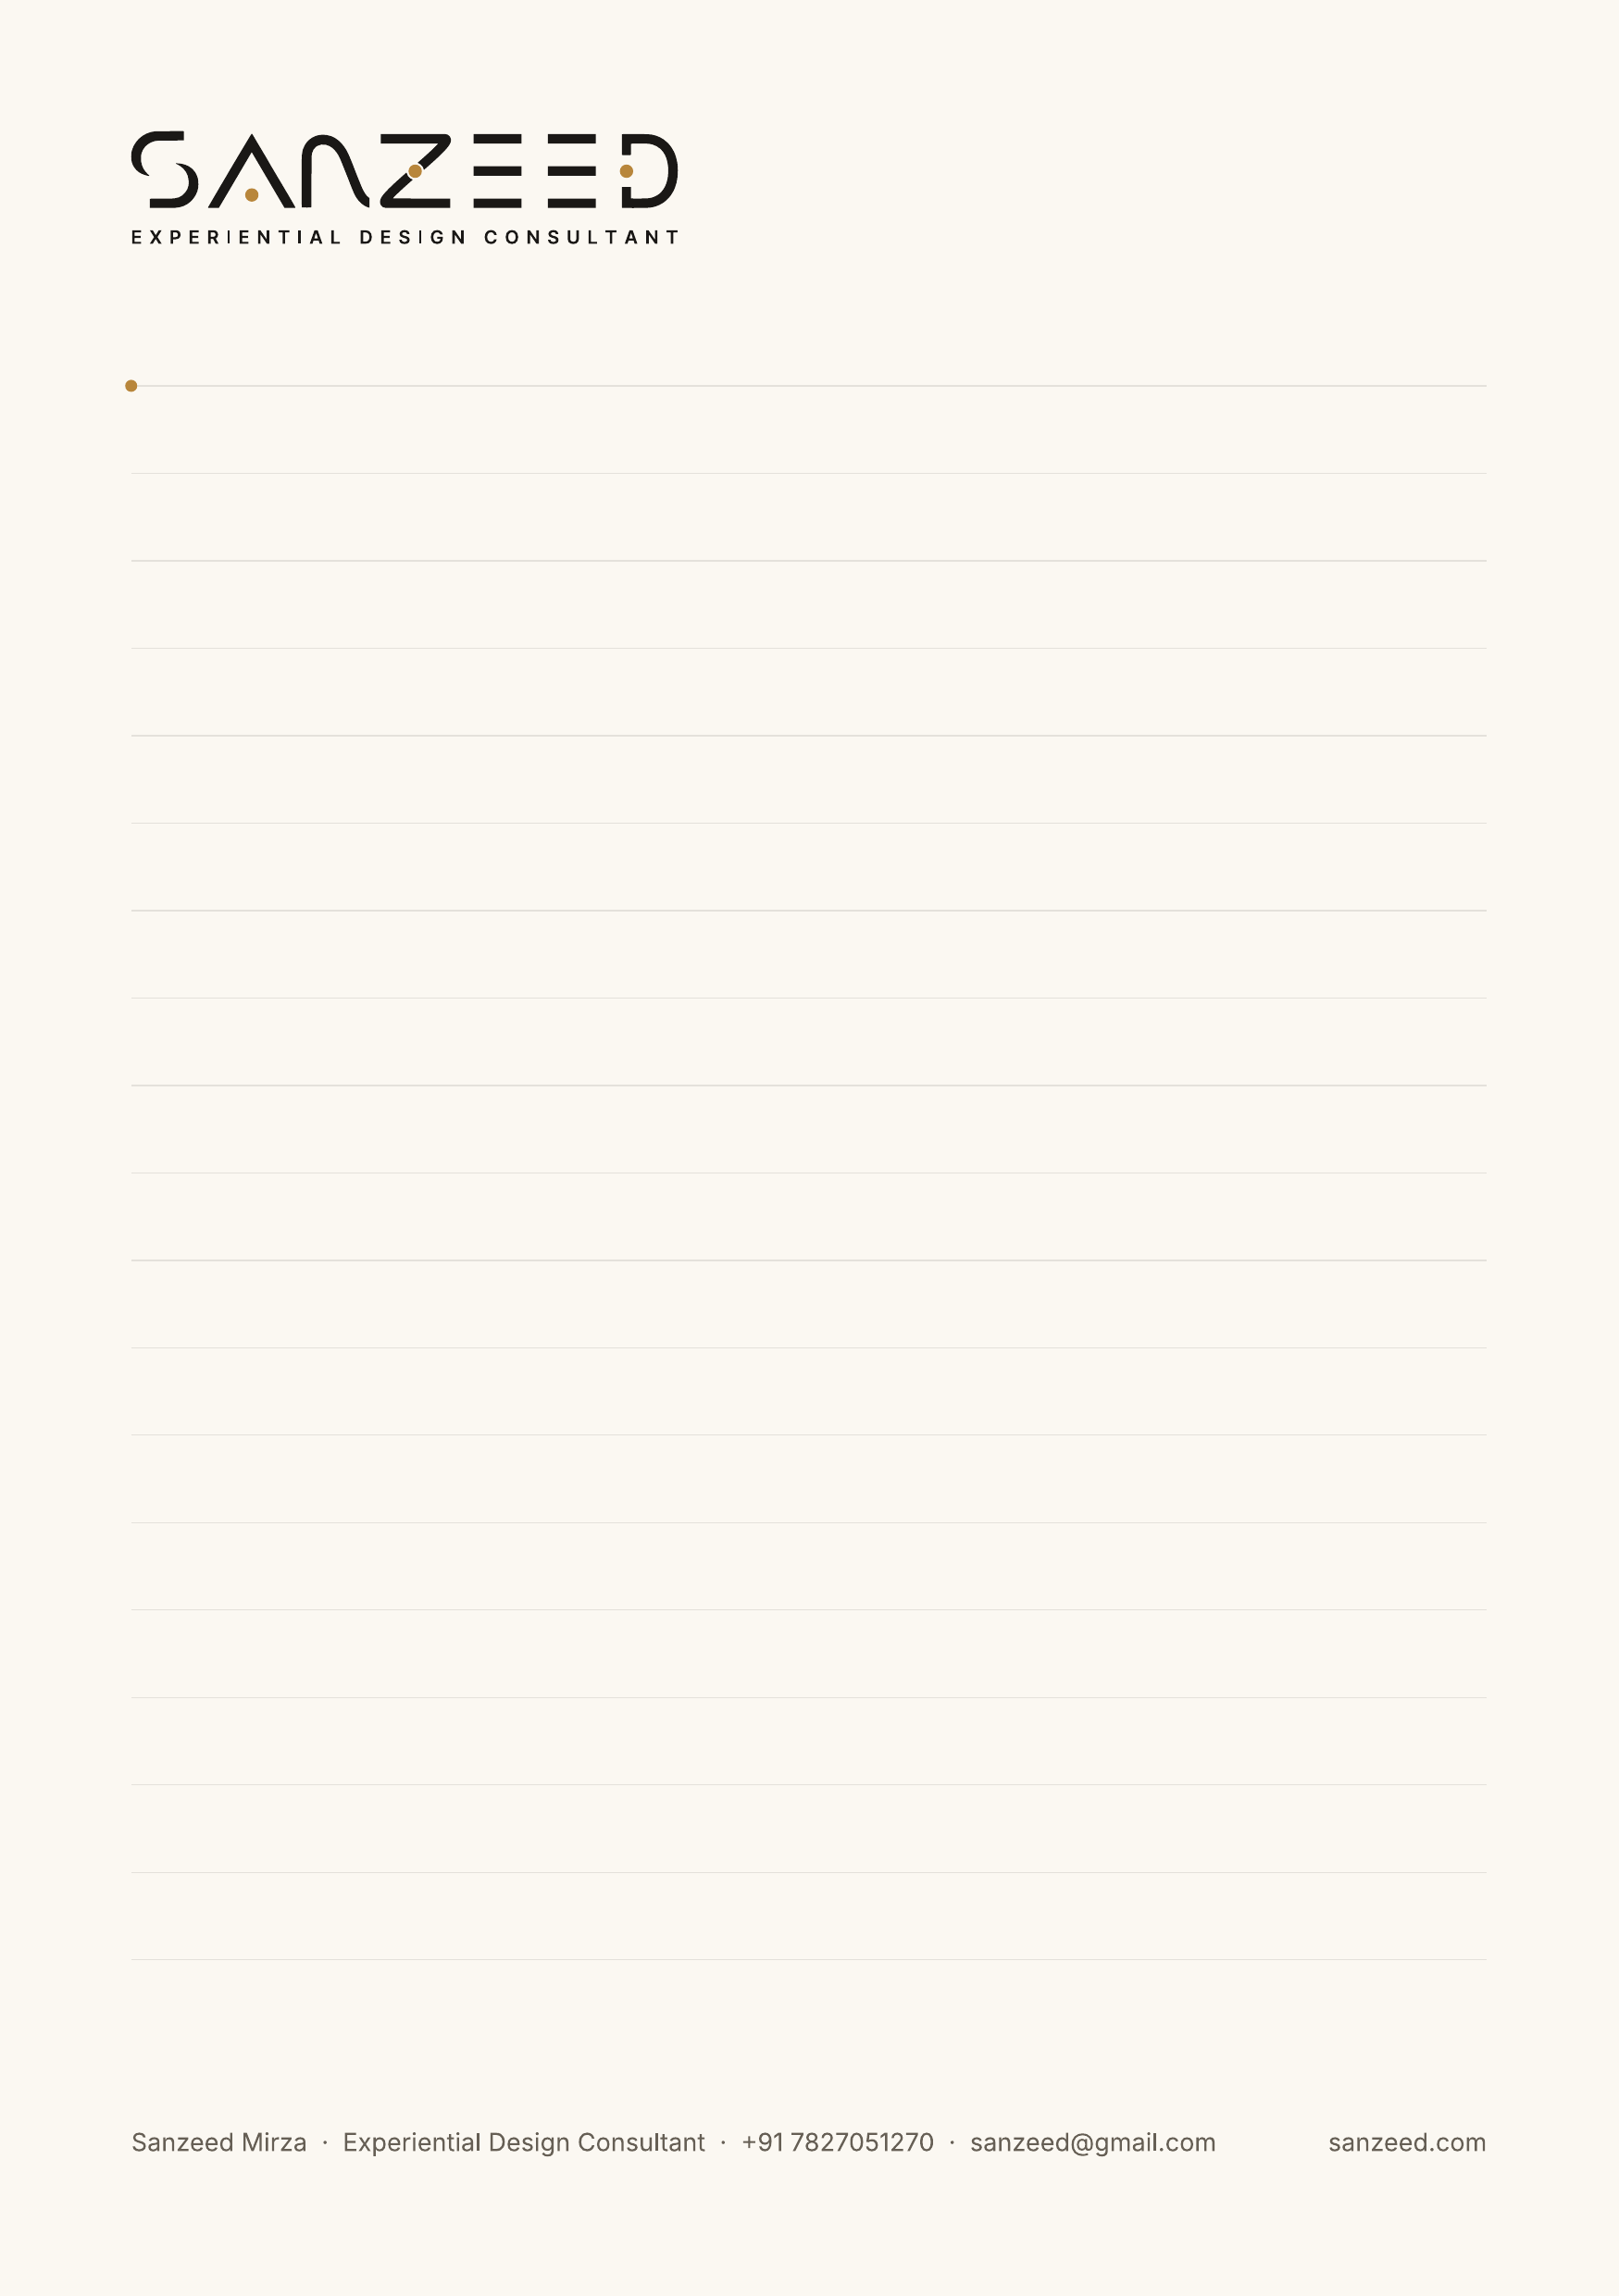 SANZEED
EXPERIENTIAL DESIGN CONSULTANT
Sanzeed Mirza · Experiential Design Consultant · +91 7827051270 · sanzeed@gmail.com sanzeed.com